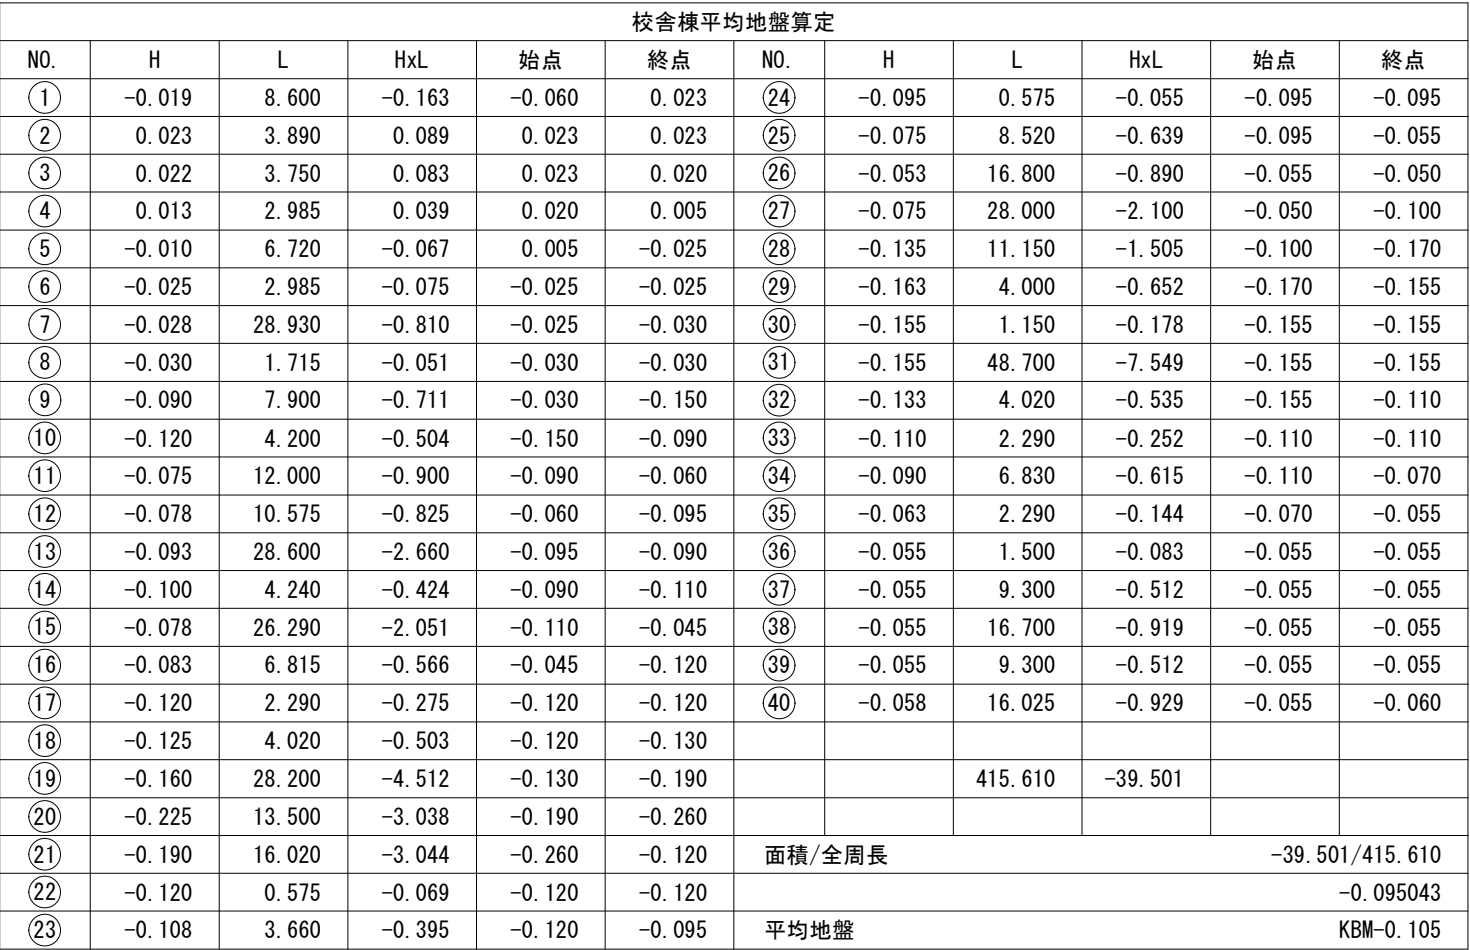 校舎棟平均地盤算定
NO. H L HxL 始点 終点 NO. H L HxL 始点 終点
① -0.019 8.600 -0.163 -0.060 0.023 ㉔ -0.095 0.575 -0.055 -0.095 -0.095
② 0.023 3.890 0.089 0.023 0.023 ㉕ -0.075 8.520 -0.639 -0.095 -0.055
③ 0.022 3.750 0.083 0.023 0.020 ㉖ -0.053 16.800 -0.890 -0.055 -0.050
④ 0.013 2.985 0.039 0.020 0.005 ㉗ -0.075 28.000 -2.100 -0.050 -0.100
⑤ -0.010 6.720 -0.067 0.005 -0.025 ㉘ -0.135 11.150 -1.505 -0.100 -0.170
⑥ -0.025 2.985 -0.075 -0.025 -0.025 ㉙ -0.163 4.000 -0.652 -0.170 -0.155
⑦ -0.028 28.930 -0.810 -0.025 -0.030 ㉚ -0.155 1.150 -0.178 -0.155 -0.155
⑧ -0.030 1.715 -0.051 -0.030 -0.030 ㉛ -0.155 48.700 -7.549 -0.155 -0.155
⑨ -0.090 7.900 -0.711 -0.030 -0.150 ㉜ -0.133 4.020 -0.535 -0.155 -0.110
⑩ -0.120 4.200 -0.504 -0.150 -0.090 ㉝ -0.110 2.290 -0.252 -0.110 -0.110
⑪ -0.075 12.000 -0.900 -0.090 -0.060 ㉞ -0.090 6.830 -0.615 -0.110 -0.070
⑫ -0.078 10.575 -0.825 -0.060 -0.095 ㉟ -0.063 2.290 -0.144 -0.070 -0.055
⑬ -0.093 28.600 -2.660 -0.095 -0.090 ㊱ -0.055 1.500 -0.083 -0.055 -0.055
⑭ -0.100 4.240 -0.424 -0.090 -0.110 ㊲ -0.055 9.300 -0.512 -0.055 -0.055
⑮ -0.078 26.290 -2.051 -0.110 -0.045 ㊳ -0.055 16.700 -0.919 -0.055 -0.055
⑯ -0.083 6.815 -0.566 -0.045 -0.120 ㊴ -0.055 9.300 -0.512 -0.055 -0.055
⑰ -0.120 2.290 -0.275 -0.120 -0.120 ㊵ -0.058 16.025 -0.929 -0.055 -0.060
⑱ -0.125 4.020 -0.503 -0.120 -0.130
⑲ -0.160 28.200 -4.512 -0.130 -0.190 415.610 -39.501
⑳ -0.225 13.500 -3.038 -0.190 -0.260
㉑ -0.190 16.020 -3.044 -0.260 -0.120 面積/全周長 -39.501/415.610
㉒ -0.120 0.575 -0.069 -0.120 -0.120 -0.095043
㉓ -0.108 3.660 -0.395 -0.120 -0.095 平均地盤 KBM-0.105